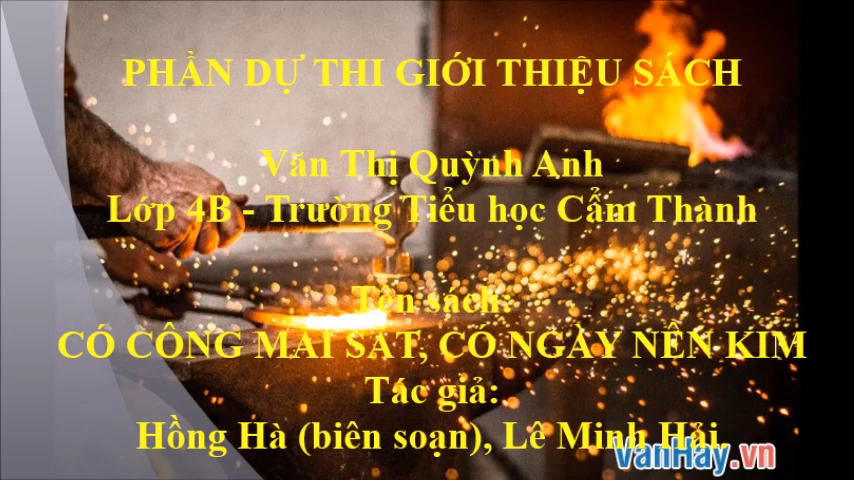 PHẦN DỰ THI GIỚI THIỆU SÁCH
Văn Thị Quỳnh Anh
Lớp 4B - Trường Tiểu học Cẩm Thành
Tên sách:
CÓ CÔNG MÀI SẮT, CÓ NGÀY NÊN KIM
Tác giả:
Hồng Hà (biên soạn), Lê Minh Hải.
VanHay.vn